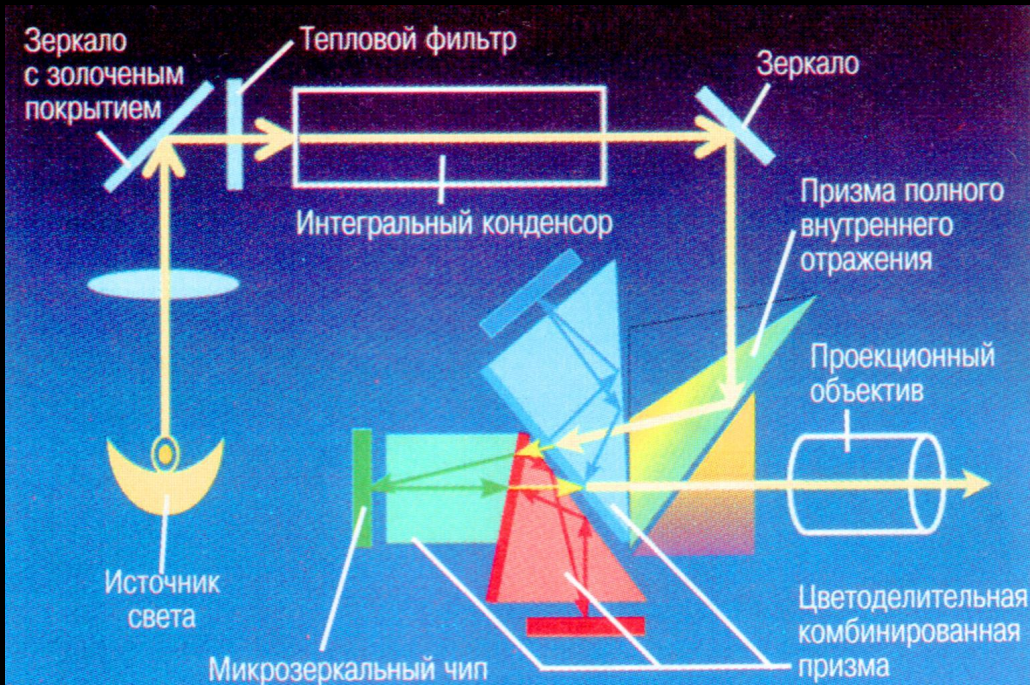 Зеркало
с золоченым
покрытием
Тепловой фильтр
Зеркало
Интегральный конденсор
Призма полного
внутреннего
отражения
Проекционный
объектив
Источник
света
Микрозеркальный чип
Цветоделительная
комбинированная
призма